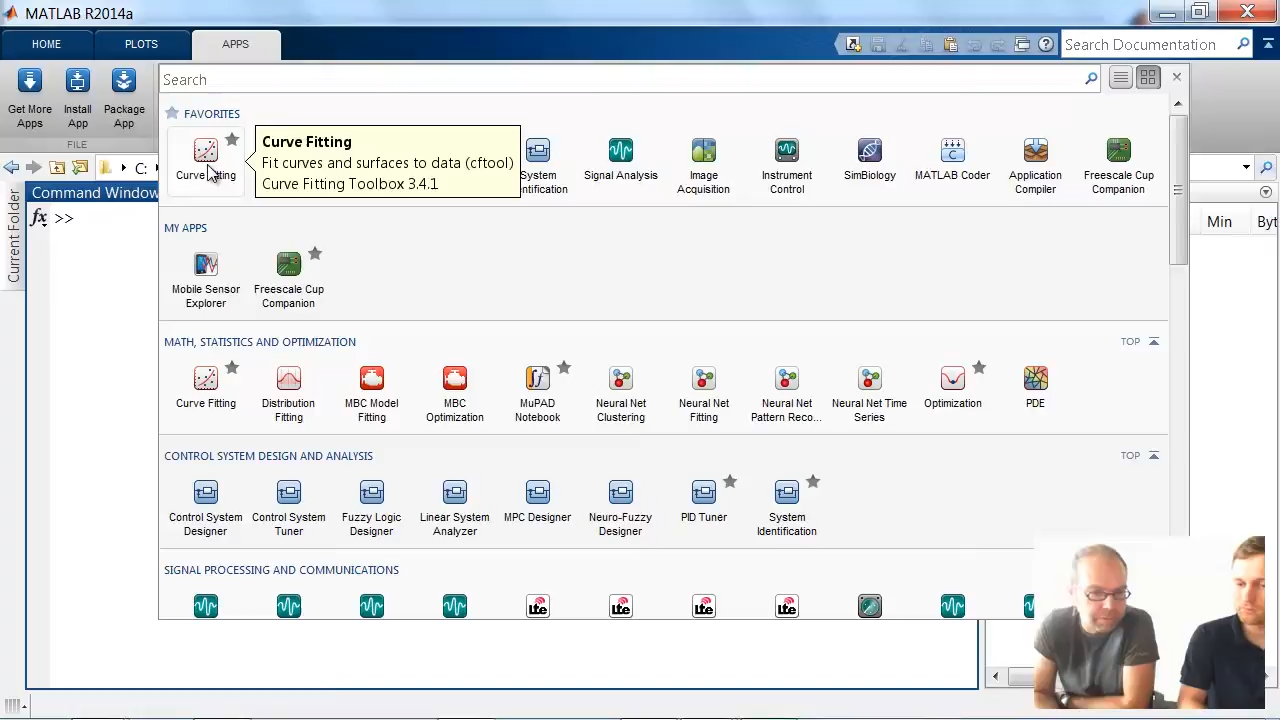 MATLAB R2014a
HOME
PLOTS
APPS
Search Documentation
Get More
Apps
Install
App
Package
App
FILE
Search
FAVORITES
Curve Fitting
Curve Fitting
Fit curves and surfaces to data (cftool)
Curve Fitting Toolbox 3.4.1
System
Signal Analysis
Image
Acquisition
Instrument
Control
SimBiology
MATLAB Coder
Application
Compiler
Freescale Cup
Companion
C:
Command Window
fx >>
Current Folder
Min
MY APPS
Mobile Sensor
Explorer
Freescale Cup
Companion
MATH, STATISTICS AND OPTIMIZATION
TOP
Curve Fitting
Distribution
Fitting
MBC Model
Fitting
MBC
Optimization
MuPAD
Notebook
Neural Net
Clustering
Neural Net
Fitting
Neural Net
Pattern Reco...
Neural Net Time
Series
Optimization
PDE
CONTROL SYSTEM DESIGN AND ANALYSIS
TOP
Control System
Designer
Control System
Tuner
Fuzzy Logic
Designer
Linear System
Analyzer
MPC Designer
Neuro-Fuzzy
Designer
PID Tuner
System
Identification
SIGNAL PROCESSING AND COMMUNICATIONS
Lte
Lte
Lte
Lte